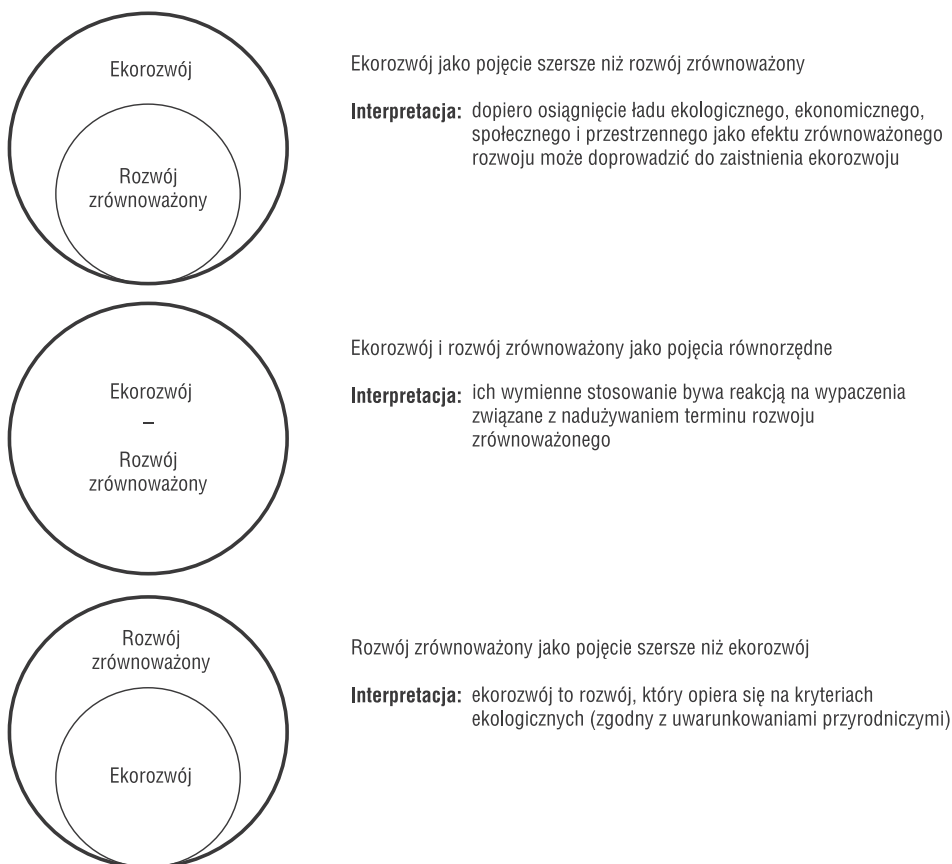 Ekorozwój
Rozwój
zrównoważony
Ekorozwój jako pojęcie szersze niż rozwój zrównoważony
Interpretacja: dopiero osiągnięcie ładu ekologicznego, ekonomicznego,
społecznego i przestrzennego jako efektu zrównoważonego
rozwoju może doprowadzić do zaistnienia ekorozwoju
Ekorozwój
–
Rozwój
zrównoważony
Ekorozwój i rozwój zrównoważony jako pojęcia równorzędne
Interpretacja: ich wymienne stosowanie bywa reakcją na wypaczenia
związane z nadużywaniem terminu rozwoju
zrównoważonego
Rozwój
zrównoważony
Ekorozwój
Rozwój zrównoważony jako pojęcie szersze niż ekorozwój
Interpretacja: ekorozwój to rozwój, który opiera się na kryteriach
ekologicznych (zgodny z uwarunkowaniami przyrodniczymi)